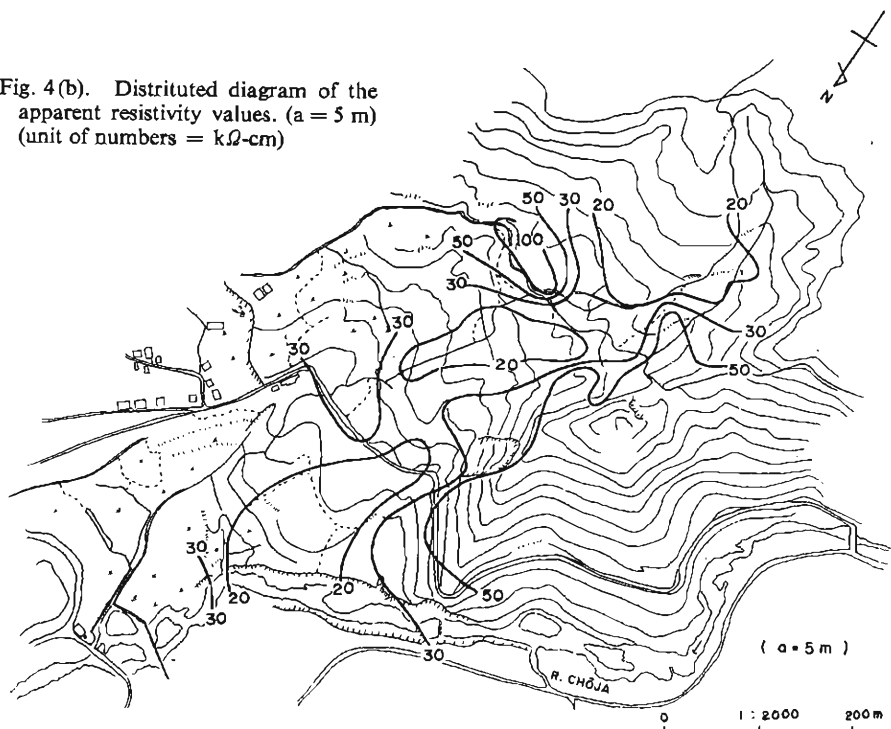 Fig. 4(b). Distrituted diagram of the
apparent resistivity values. (a = 5 m)
(unit of numbers = kΩ-cm)
N
50 30 20 20
50 100
30
30
30
30
20
50
30
20 20 50
30
30
( a = 5 m )
R. CHŌJA
0 1 : 2000 200 m